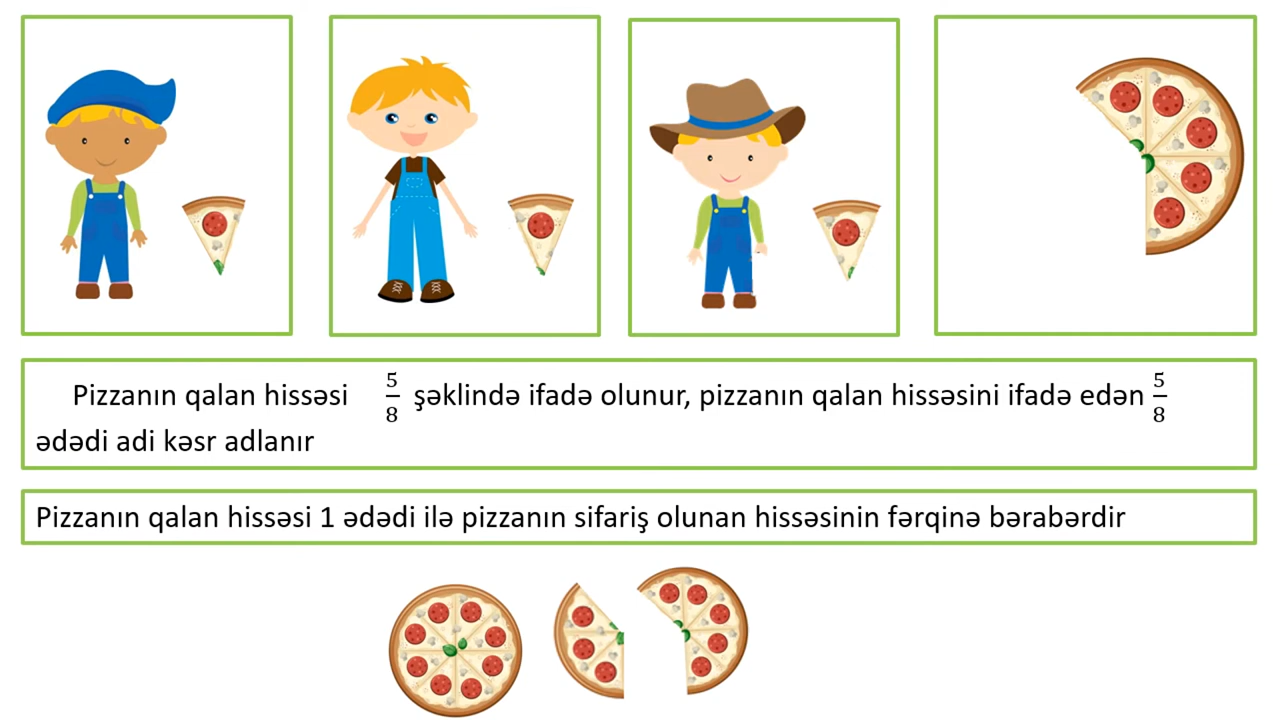 Pizzanın qalan hissəsi 5/8 şəklində ifadə olunur, pizzanın qalan hissəsini ifadə edən 5/8
ədədi adi kəsr adlanır
Pizzanın qalan hissəsi 1 ədədi ilə pizzanın sifariş olunan hissəsinin fərqinə bərabərdir